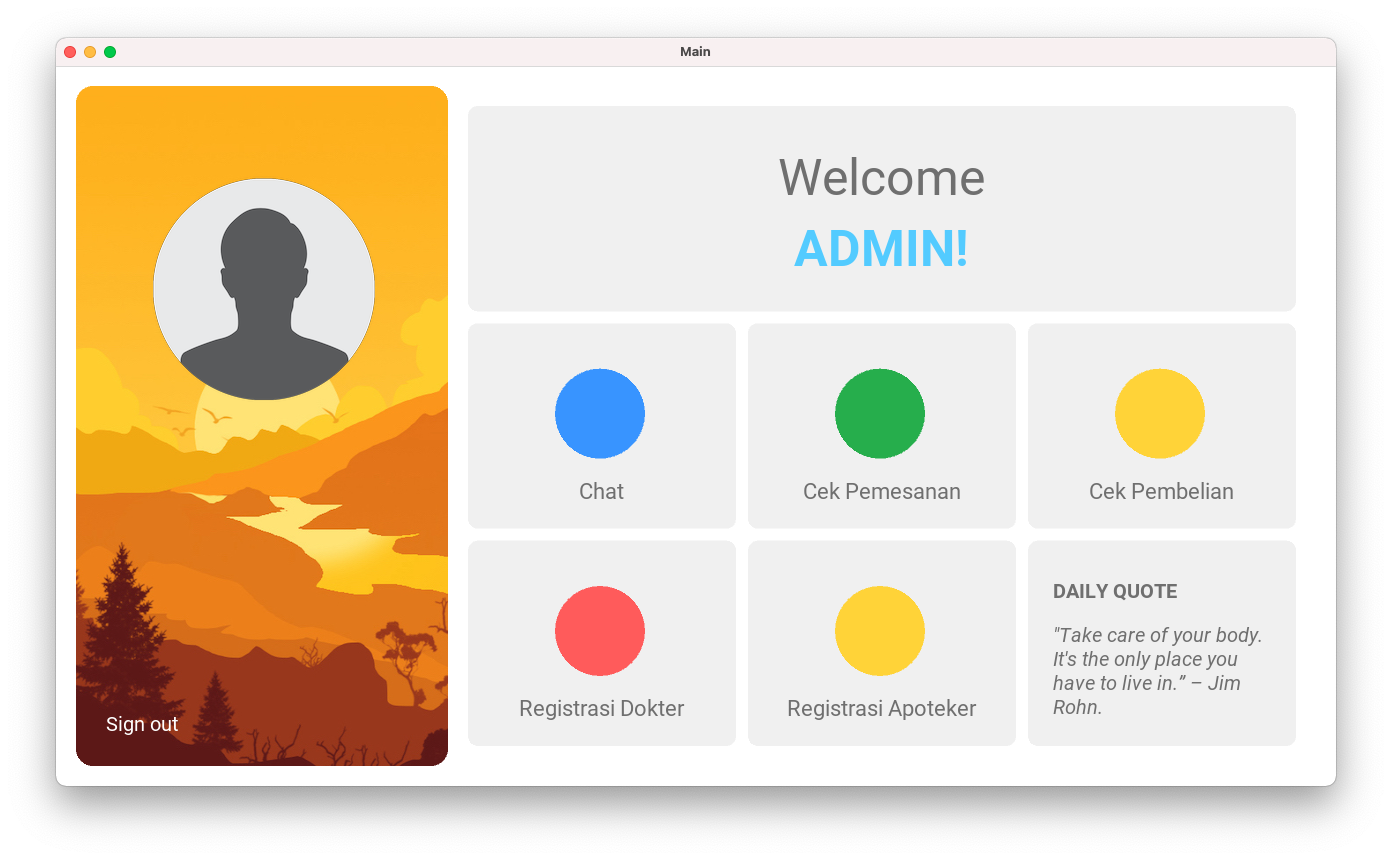 Main
Welcome
ADMIN!
Chat
Cek Pemesanan
Cek Pembelian
Registrasi Dokter
Registrasi Apoteker
DAILY QUOTE
"Take care of your body.
It's the only place you
have to live in.” – Jim
Rohn.
Sign out